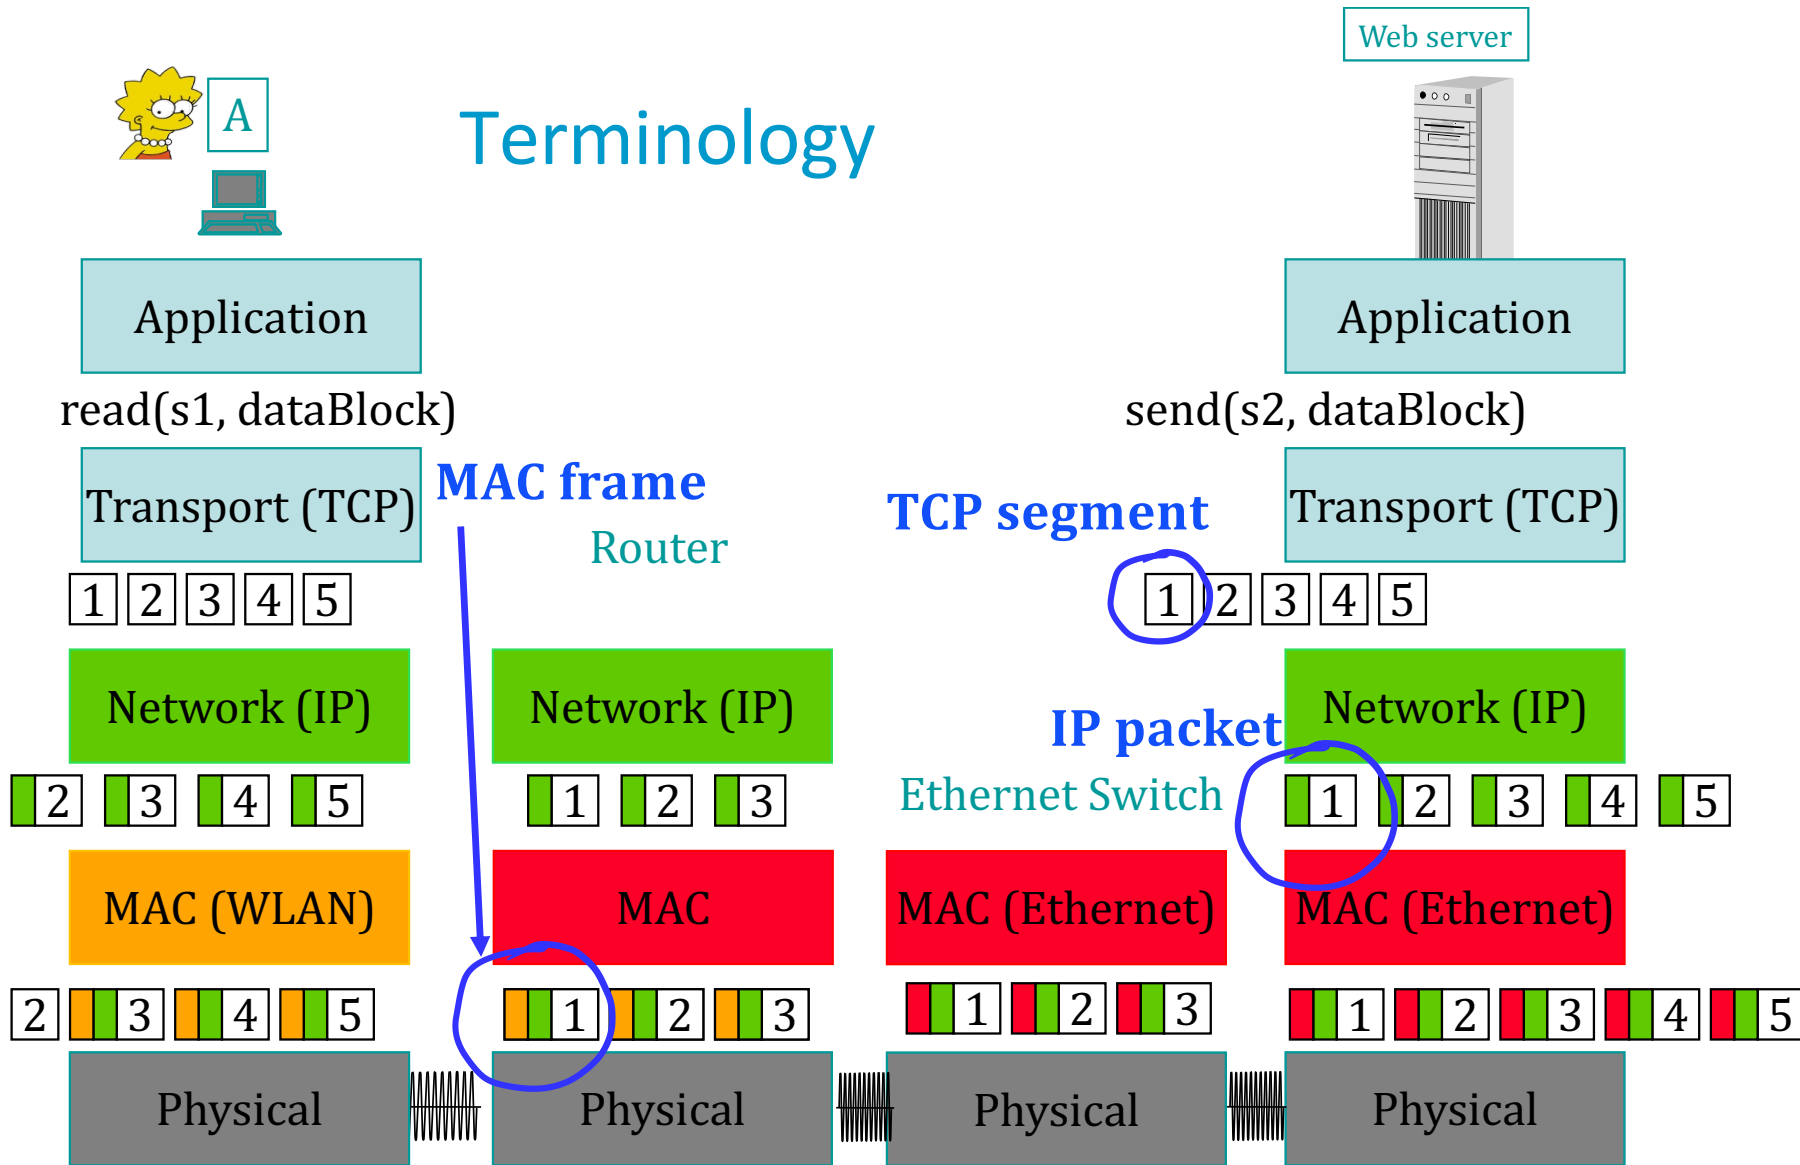 Web server
A
Terminology
Application
Application
read(s1, dataBlock)
send(s2, dataBlock)
Transport (TCP)
MAC frame
TCP segment
Transport (TCP)
Router
1 2 3 4 5
1 2 3 4 5
Network (IP)
Network (IP)
IP packet
Network (IP)
Ethernet Switch
2 3 4 5
1 2 3
1 2 3 4 5
MAC (WLAN)
MAC
MAC (Ethernet)
MAC (Ethernet)
2 3 4 5
1 2 3
1 2 3
1 2 3 4 5
Physical
Physical
Physical
Physical